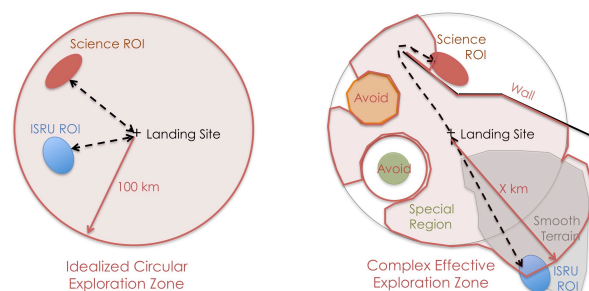 Science ROI
ISRU ROI
Landing Site
100 km
Idealized Circular
Exploration Zone
Science ROI
Wall
Avoid
Landing Site
Avoid
X km
Special
Region
Smooth
Terrain
ISRU
ROI
Complex Effective
Exploration Zone